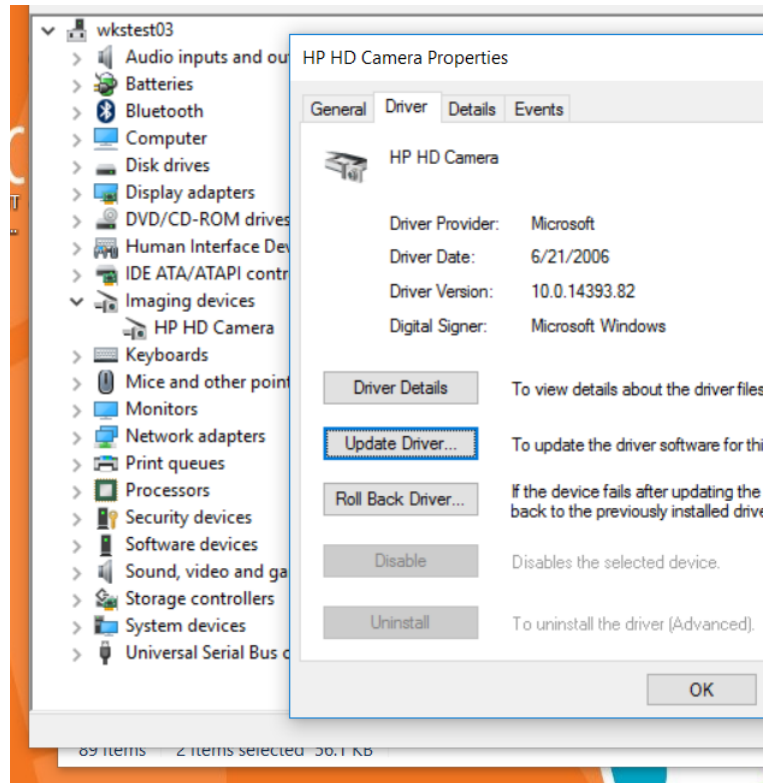 wkstest03
Audio inputs and ou
Batteries
Bluetooth
Computer
Disk drives
Display adapters
DVD/CD-ROM drives
Human Interface Dev
IDE ATA/ATAPI contr
Imaging devices
HP HD Camera
Keyboards
Mice and other point
Monitors
Network adapters
Print queues
Processors
Security devices
Software devices
Sound, video and ga
Storage controllers
System devices
Universal Serial Bus c
HP HD Camera Properties
General Driver Details Events
HP HD Camera
Driver Provider: Microsoft
Driver Date: 6/21/2006
Driver Version: 10.0.14393.82
Digital Signer: Microsoft Windows
Driver Details To view details about the driver files
Update Driver... To update the driver software for thi
Roll Back Driver... If the device fails after updating the
back to the previously installed drive
Disable Disables the selected device.
Uninstall To uninstall the driver (Advanced).
OK
89 items 2 items selected 56.1 KB